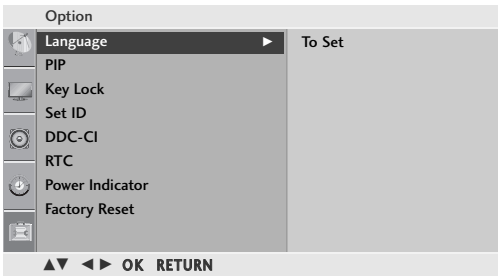 Option
Language ► To Set
PIP
Key Lock
Set ID
DDC-CI
RTC
Power Indicator
Factory Reset
▲▼ ◄ ► OK RETURN